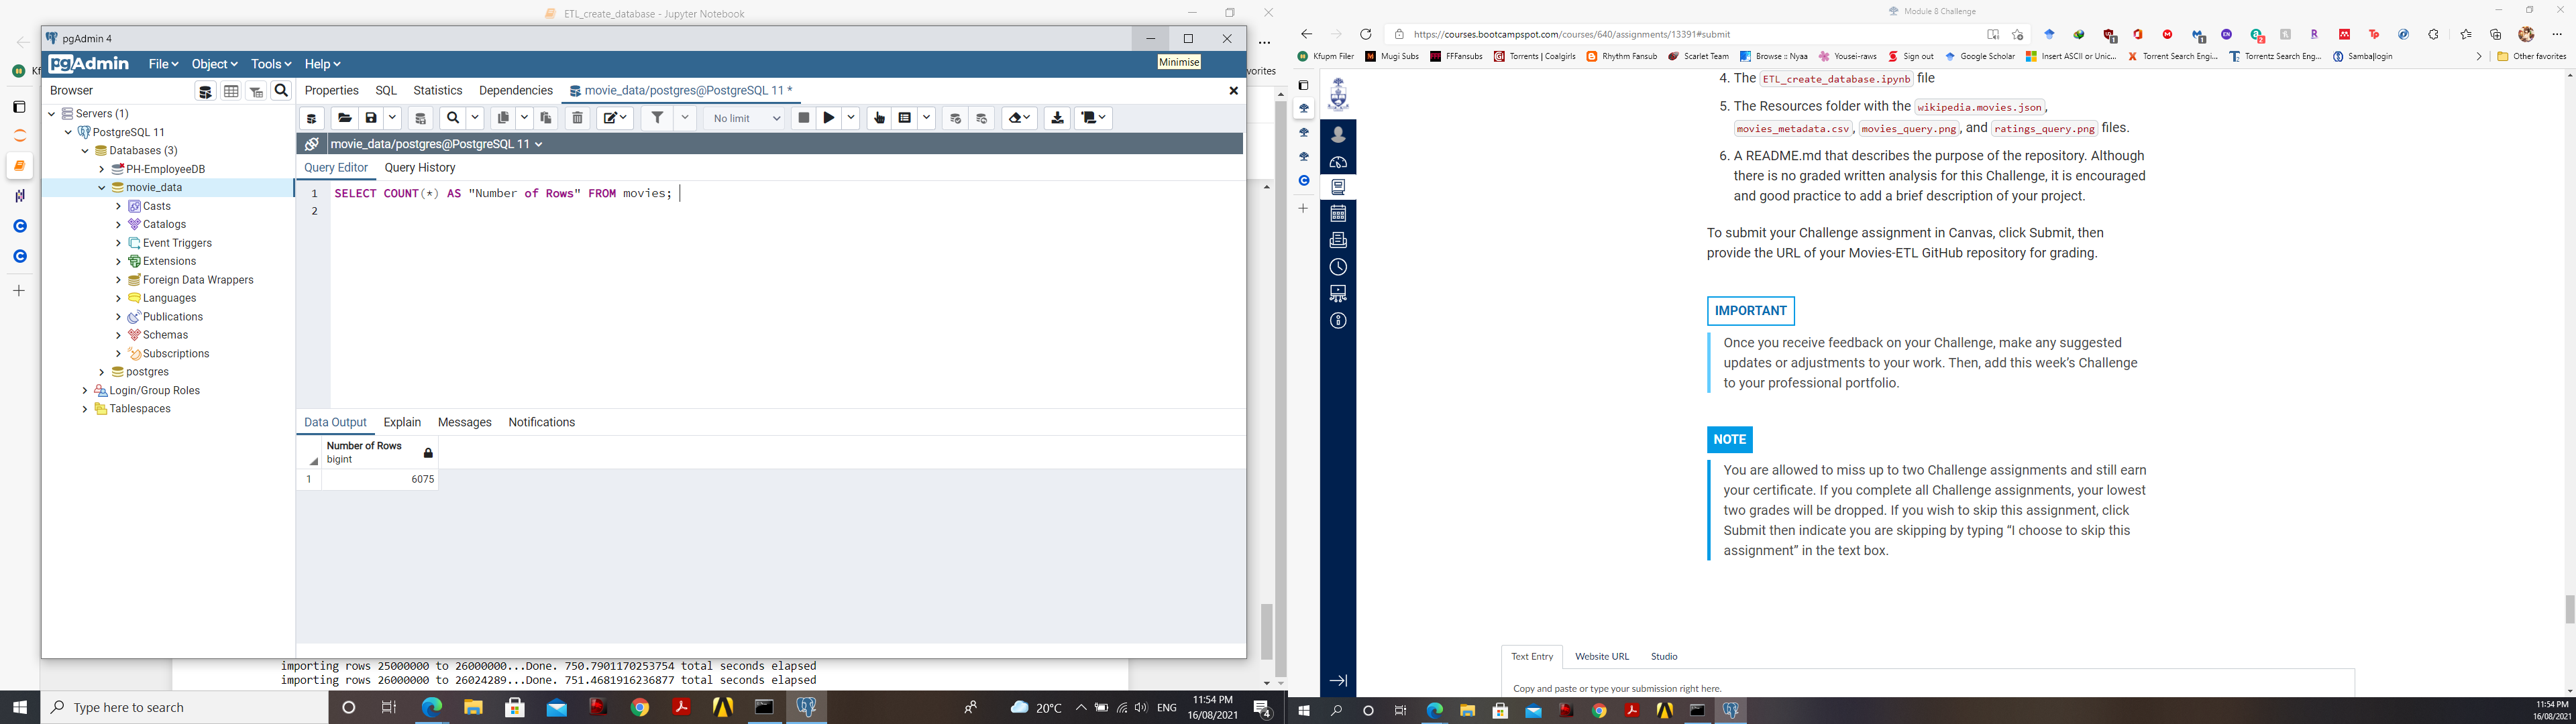 ETL_create_database - Jupyter Notebook
pgAdmin 4
Minimise
pgAdmin File Object Tools Help
Browser
Servers (1)
PostgreSQL 11
Databases (3)
PH-EmployeeDB
movie_data
Casts
Catalogs
Event Triggers
Extensions
Foreign Data Wrappers
Languages
Publications
Schemas
Subscriptions
postgres
Login/Group Roles
Tablespaces
Properties SQL Statistics Dependencies movie_data/postgres@PostgreSQL 11 *
No limit
movie_data/postgres@PostgreSQL 11
Query Editor Query History
1 SELECT COUNT(*) AS "Number of Rows" FROM movies;
2
Data Output Explain Messages Notifications
Number of Rows
bigint
1 6075
Kf
vorites
importing rows 25000000 to 26000000...Done. 750.7901170253754 total seconds elapsed
importing rows 26000000 to 26024289...Done. 751.4681916236877 total seconds elapsed
Type here to search
20°C ENG
11:54 PM
16/08/2021
4
Module 8 Challenge
https://courses.bootcampspot.com/courses/640/assignments/13391#submit
Kfupm Filer Mugi Subs FFFansubs Torrents | Coalgirls Rhythm Fansub Scarlet Team Browse :: Nyaa Yousei-raws Sign out Google Scholar Insert ASCII or Unic... Torrent Search Engi... Torrentz Search Eng... Samba|login Other favorites
4. The ETL_create_database.ipynb file
5. The Resources folder with the wikipedia.movies.json,
movies_metadata.csv, movies_query.png, and ratings_query.png files.
6. A README.md that describes the purpose of the repository. Although
there is no graded written analysis for this Challenge, it is encouraged
and good practice to add a brief description of your project.
To submit your Challenge assignment in Canvas, click Submit, then
provide the URL of your Movies-ETL GitHub repository for grading.
IMPORTANT
Once you receive feedback on your Challenge, make any suggested
updates or adjustments to your work. Then, add this week’s Challenge
to your professional portfolio.
NOTE
You are allowed to miss up to two Challenge assignments and still earn
your certificate. If you complete all Challenge assignments, your lowest
two grades will be dropped. If you wish to skip this assignment, click
Submit then indicate you are skipping by typing “I choose to skip this
assignment” in the text box.
Text Entry Website URL Studio
Copy and paste or type your submission right here.
11:54 PM
16/08/2021